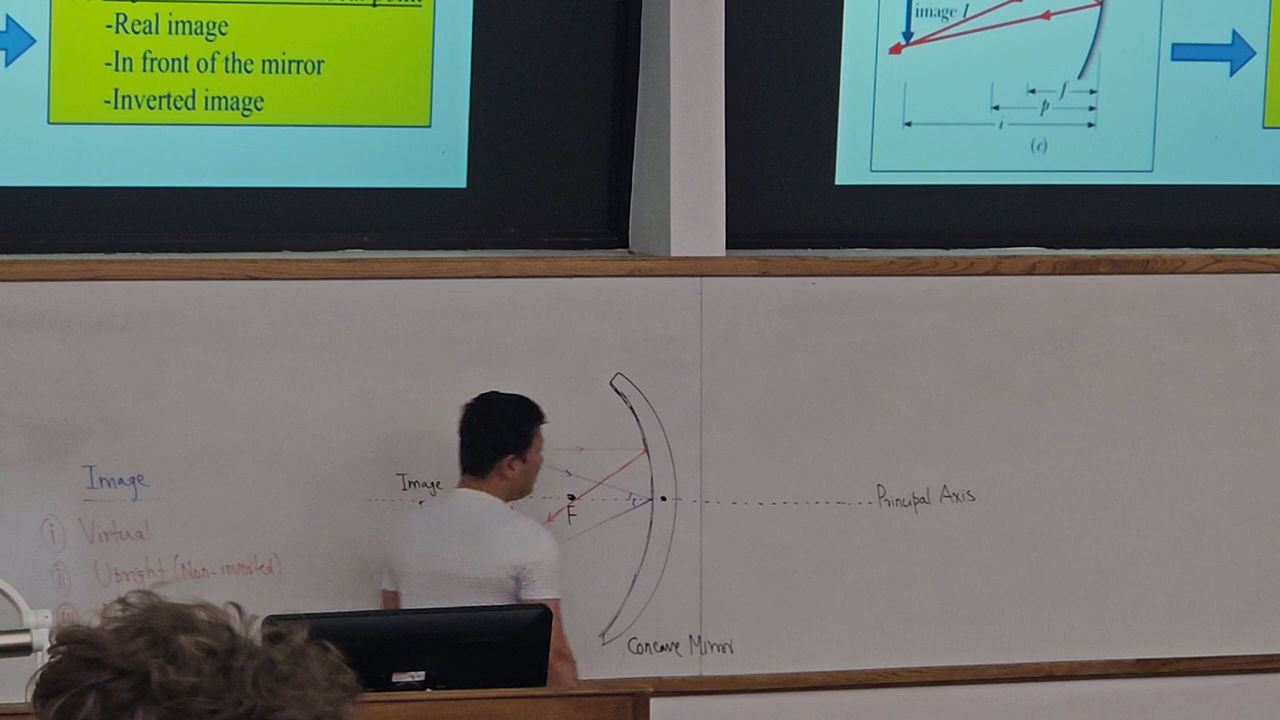 -Real image
-In front of the mirror
-Inverted image
image I
f
p
i
(c)
Image
(i) Virtual
(ii) Upright (Non-inverted)
(iii)
Image
F
Principal Axis
Concave Mirror